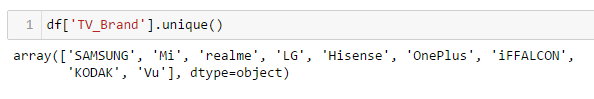 1 df['TV_Brand'].unique()
array(['SAMSUNG', 'Mi', 'realme', 'LG', 'Hisense', 'OnePlus', 'iFFALCON',
'KODAK', 'Vu'], dtype=object)